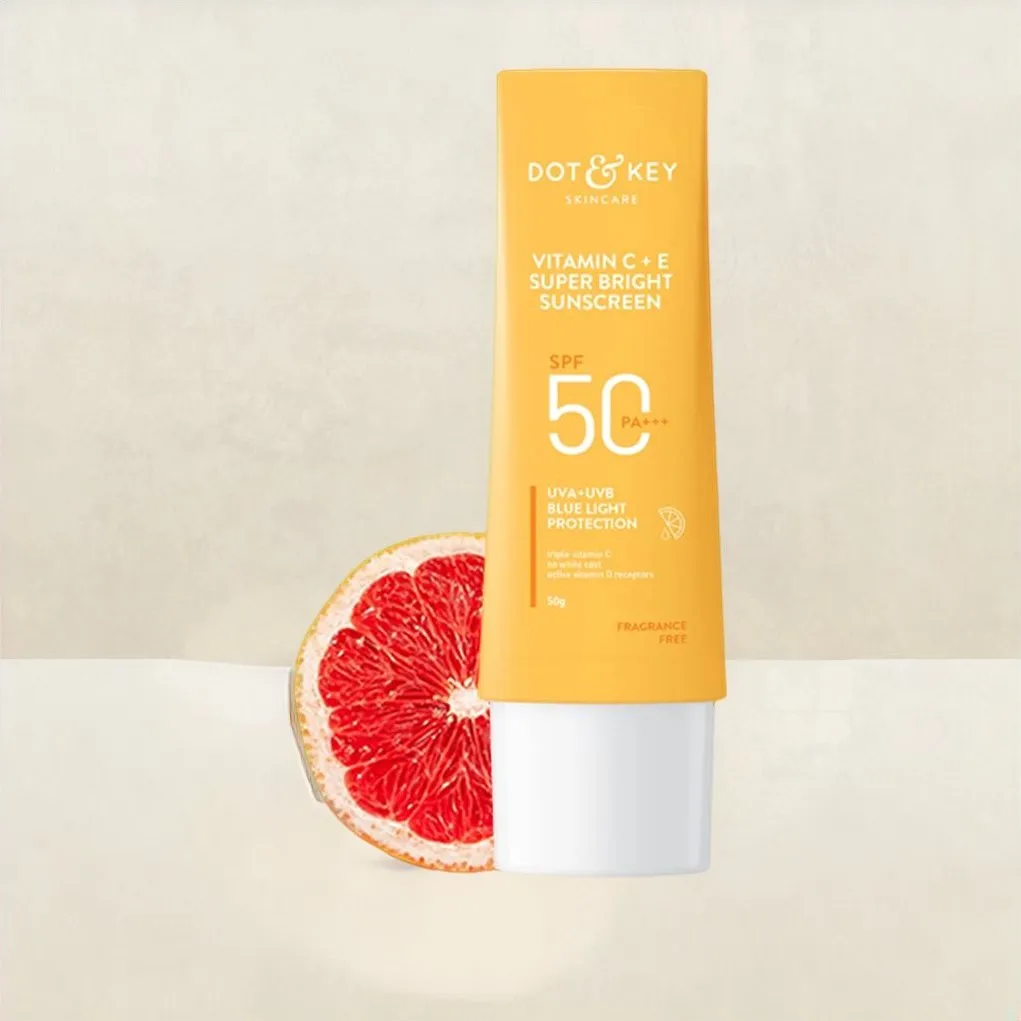 DOT & KEY
SKINCARE
VITAMIN C + E
SUPER BRIGHT
SUNSCREEN
SPF
50
PA+++
UVA+UVB
BLUE LIGHT
PROTECTION
triple vitamin C
no white cast
active vitamin D receptors
50g
FRAGRANCE
FREE